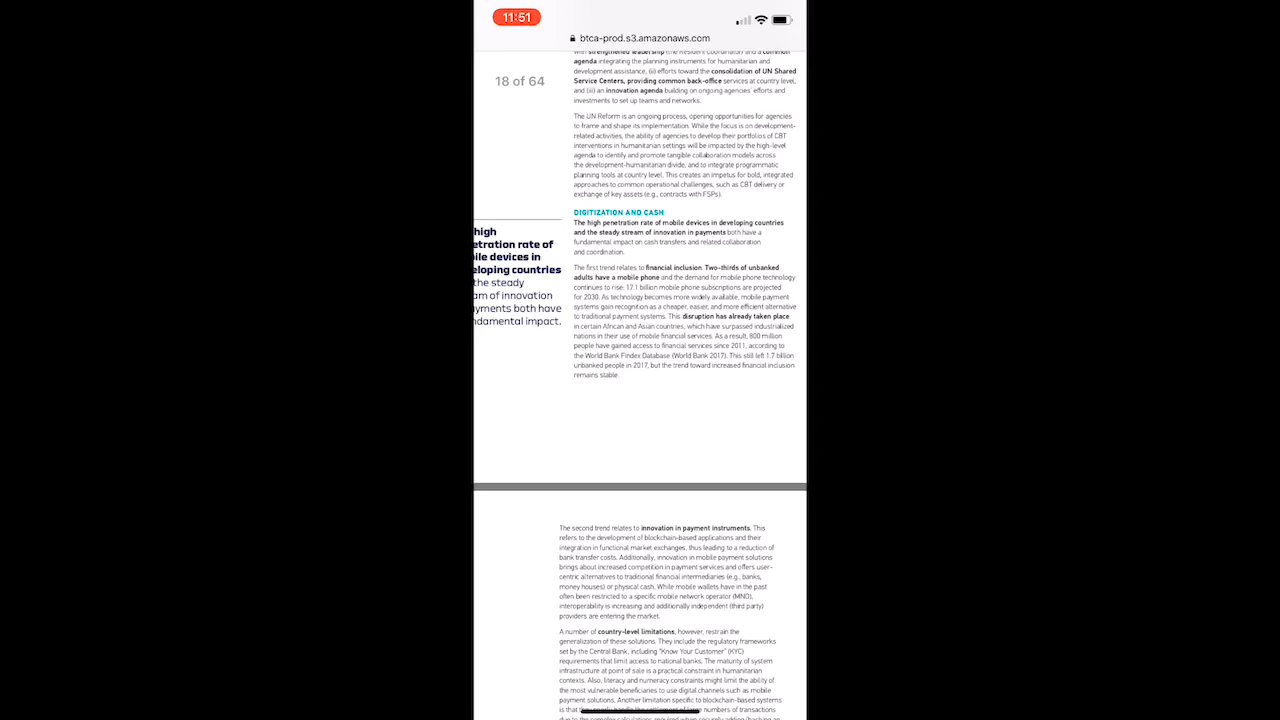 11:51
btca-prod.s3.amazonaws.com
18 of 64
with strengthened leadership (the Resident Coordinator) and a common
agenda integrating the planning instruments for humanitarian and
development assistance, (ii) efforts toward the consolidation of UN Shared
Service Centers, providing common back-office services at country level,
and (iii) an innovation agenda building on ongoing agencies' efforts and
investments to set up teams and networks.
The UN Reform is an ongoing process, opening opportunities for agencies
to frame and shape its implementation. While the focus is on development-
related activities, the ability of agencies to develop their portfolios of CBT
interventions in humanitarian settings will be impacted by the high-level
agenda to identify and promote tangible collaboration models across
the development-humanitarian divide, and to integrate programmatic
planning tools at country level. This creates an impetus for bold, integrated
approaches to common operational challenges, such as CBT delivery or
exchange of key assets (e.g., contracts with FSPs).
DIGITIZATION AND CASH
The high penetration rate of mobile devices in developing countries
and the steady stream of innovation in payments both have a
fundamental impact on cash transfers and related collaboration
and coordination.
high
etration rate of
ile devices in
eloping countries
the steady
am of innovation
ayments both have
ndamental impact.
The first trend relates to financial inclusion. Two-thirds of unbanked
adults have a mobile phone and the demand for mobile phone technology
continues to rise: 17.1 billion mobile phone subscriptions are projected
for 2030. As technology becomes more widely available, mobile payment
systems gain recognition as a cheaper, easier, and more efficient alternative
to traditional payment systems. This disruption has already taken place
in certain African and Asian countries, which have surpassed industrialized
nations in their use of mobile financial services. As a result, 800 million
people have gained access to financial services since 2011, according to
the World Bank Findex Database (World Bank 2017). This still left 1.7 billion
unbanked people in 2017, but the trend toward increased financial inclusion
remains stable.
The second trend relates to innovation in payment instruments. This
refers to the development of blockchain-based applications and their
integration in functional market exchanges, thus leading to a reduction of
bank transfer costs. Additionally, innovation in mobile payment solutions
brings about increased competition in payment services and offers user-
centric alternatives to traditional financial intermediaries (e.g., banks,
money houses) or physical cash. While mobile wallets have in the past
often been restricted to a specific mobile network operator (MNO),
interoperability is increasing and additionally independent (third party)
providers are entering the market.
A number of country-level limitations, however, restrain the
generalization of these solutions. They include the regulatory frameworks
set by the Central Bank, including "Know Your Customer" (KYC)
requirements that limit access to national banks. The maturity of system
infrastructure at point of sale is a practical constraint in humanitarian
contexts. Also, literacy and numeracy constraints might limit the ability of
the most vulnerable beneficiaries to use digital channels such as mobile
payment solutions. Another limitation specific to blockchain-based systems
is that numbers of transactions
due to the complex calculations required when securely adding